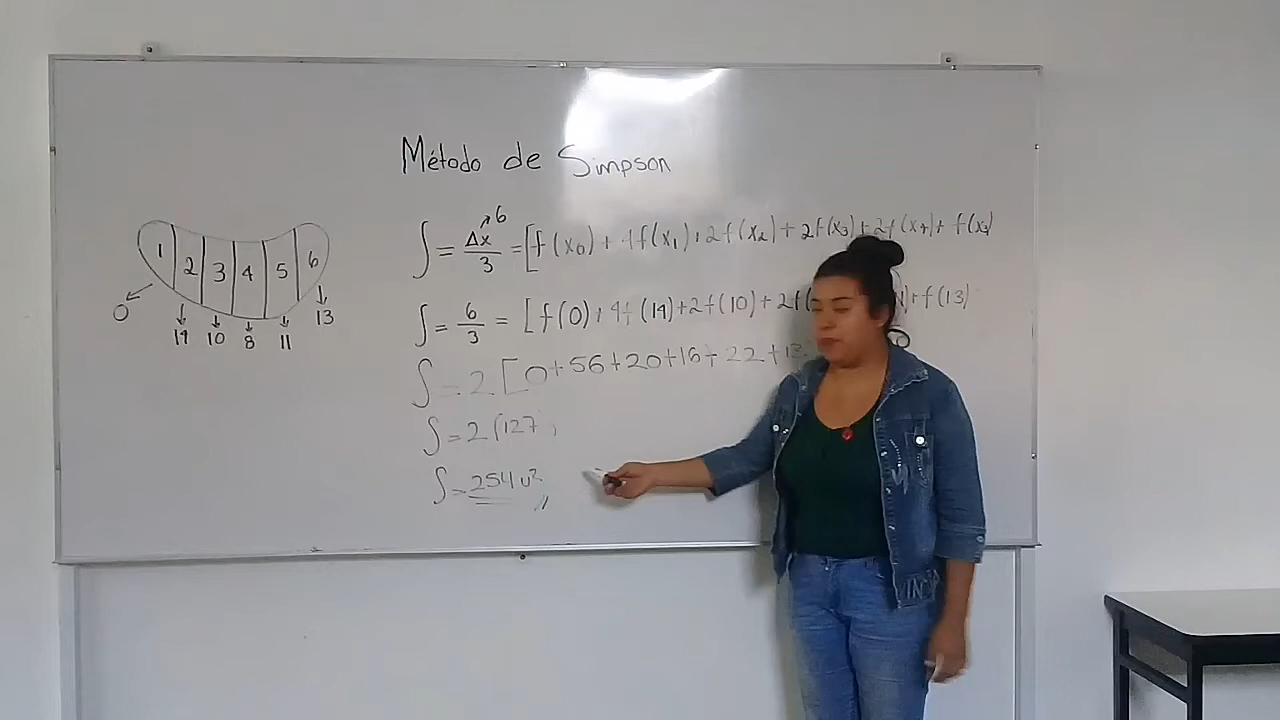 Método de Simpson
∫ = Δx/3 = [f(x₀) + 4f(x₁) + 2f(x₂) + 2f(x₃) + 2f(x₄) + f(x₅)
6
∫ = 6/3 = [f(0) + 4f(14) + 2f(10) + 2f( ) + f(13)
∫ = 2 [0 + 56 + 20 + 16 + 22 + 13
∫ = 2 (127)
∫ = 254 u²
1 2 3 4 5 6
0 14 10 8 11 13